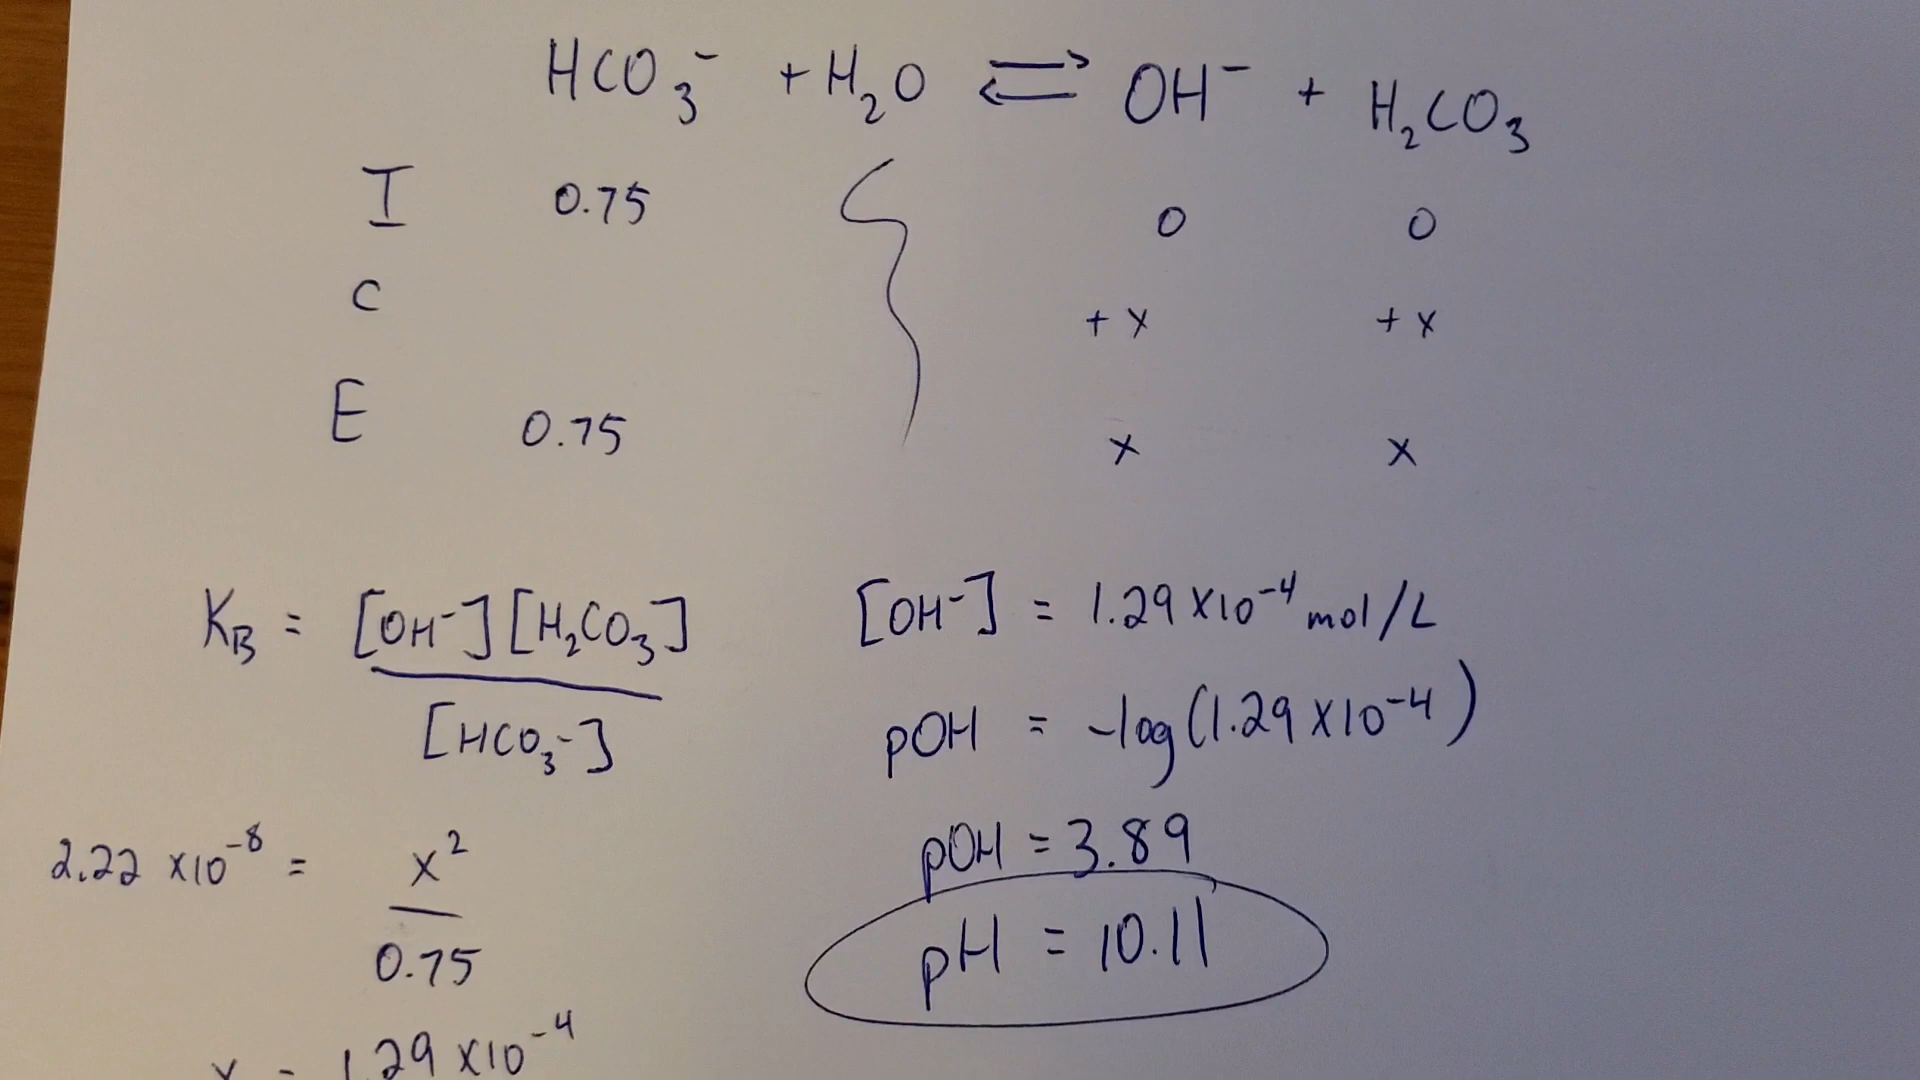 HCO₃⁻ + H₂O ⇌ OH⁻ + H₂CO₃
I 0.75 0 0
C +x +x
E 0.75 x x
K_B = [OH⁻][H₂CO₃] / [HCO₃⁻]
2.22 x10⁻⁸ = x² / 0.75
x = 1.29 x10⁻⁴
[OH⁻] = 1.29 x10⁻⁴ mol/L
pOH = -log(1.29 x10⁻⁴)
pOH = 3.89
pH = 10.11